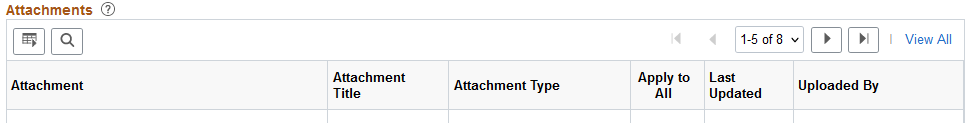 Attachments ?
1-5 of 8
View All
Attachment
Attachment Title
Attachment Type
Apply to All
Last Updated
Uploaded By